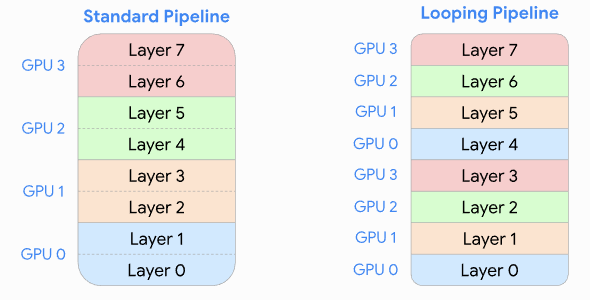 Standard Pipeline
GPU 3
GPU 2
GPU 1
GPU 0
Layer 7
Layer 6
Layer 5
Layer 4
Layer 3
Layer 2
Layer 1
Layer 0
Looping Pipeline
GPU 3 Layer 7
GPU 2 Layer 6
GPU 1 Layer 5
GPU 0 Layer 4
GPU 3 Layer 3
GPU 2 Layer 2
GPU 1 Layer 1
GPU 0 Layer 0